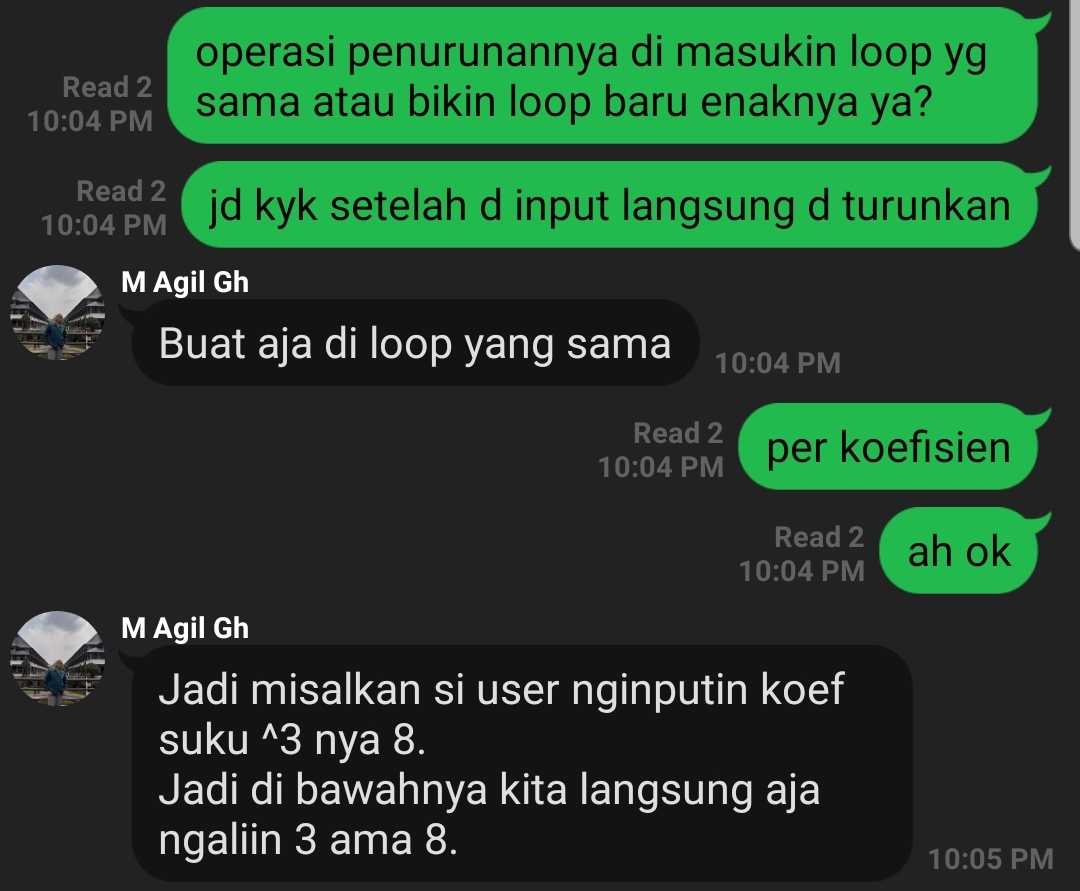 operasi penurunannya di masukin loop yg
sama atau bikin loop baru enaknya ya?
Read 2
10:04 PM
jd kyk setelah d input langsung d turunkan
Read 2
10:04 PM
M Agil Gh
Buat aja di loop yang sama
10:04 PM
per koefisien
Read 2
10:04 PM
ah ok
Read 2
10:04 PM
M Agil Gh
Jadi misalkan si user nginputin koef
suku ^3 nya 8.
Jadi di bawahnya kita langsung aja
ngaliin 3 ama 8.
10:05 PM